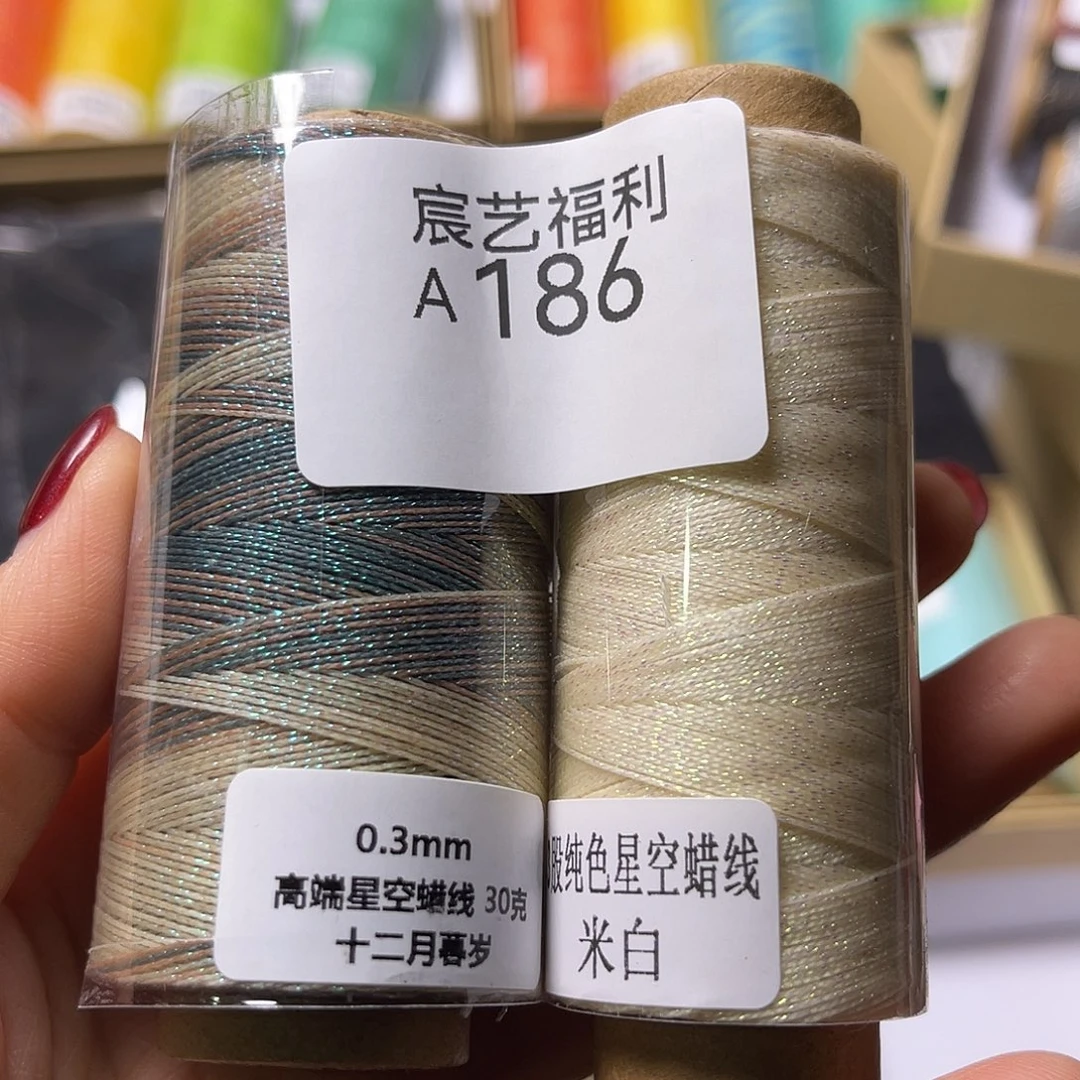 宸艺福利
A186
0.3mm
高端星空蜡线 30克
十二月暮岁
股纯色星空蜡线
米白